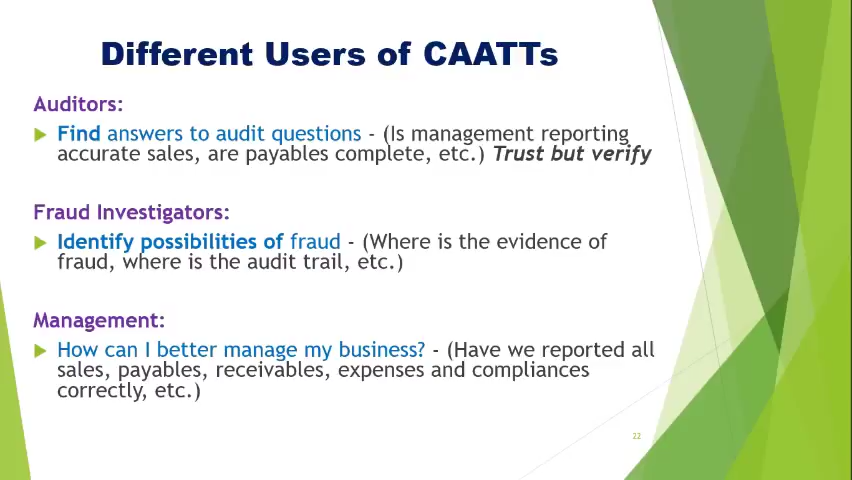 Different Users of CAATTs
Auditors:
Find answers to audit questions - (Is management reporting
accurate sales, are payables complete, etc.) Trust but verify
Fraud Investigators:
Identify possibilities of fraud - (Where is the evidence of
fraud, where is the audit trail, etc.)
Management:
How can I better manage my business? - (Have we reported all
sales, payables, receivables, expenses and compliances
correctly, etc.)
22